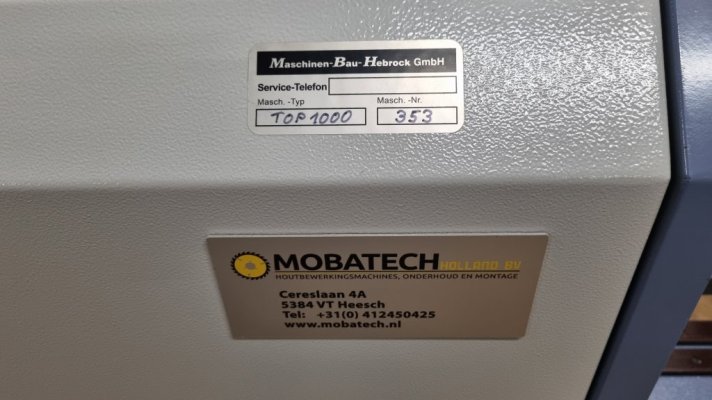 Maschinen-Bau-Hebrock GmbH
Service-Telefon
Masch. -Typ Masch. -Nr.
TOP 1000 353
MOBATECH HOLLAND BV
HOUTBEWERKINGSMACHINES, ONDERHOUD EN MONTAGE
Cereslaan 4A
5384 VT Heesch
Tel: +31(0) 412450425
www.mobatech.nl